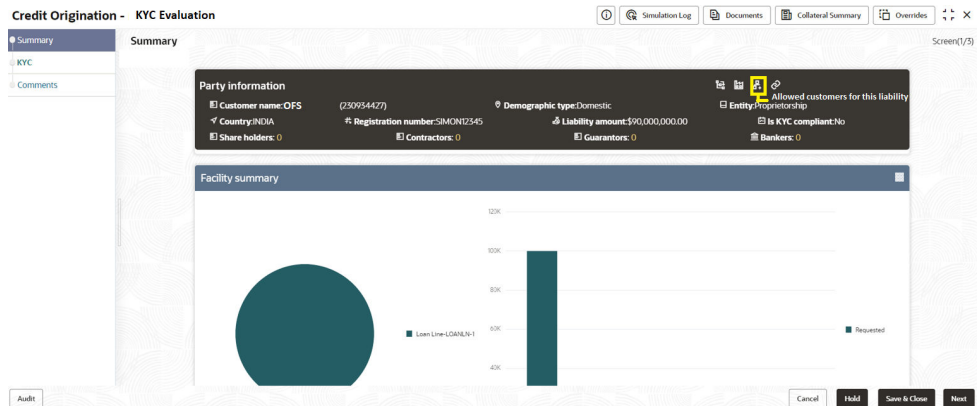 Credit Origination - KYC Evaluation
Simulation Log
Documents
Collateral Summary
Overrides
Summary
KYC
Comments
Summary
Screen(1/3)
Party information
Allowed customers for this liability
Customer name:OFS (230934427) Demographic type:Domestic Entity:Proprietorship
Country:INDIA Registration number:SIMON12345 Liability amount:$90,000,000.00 Is KYC compliant:No
Share holders: 0 Contractors: 0 Guarantors: 0 Bankers: 0
Facility summary
120K
100K
80K
60K
40K
Loan Line-LOANLN-1
Requested
Audit
Cancel
Hold
Save & Close
Next